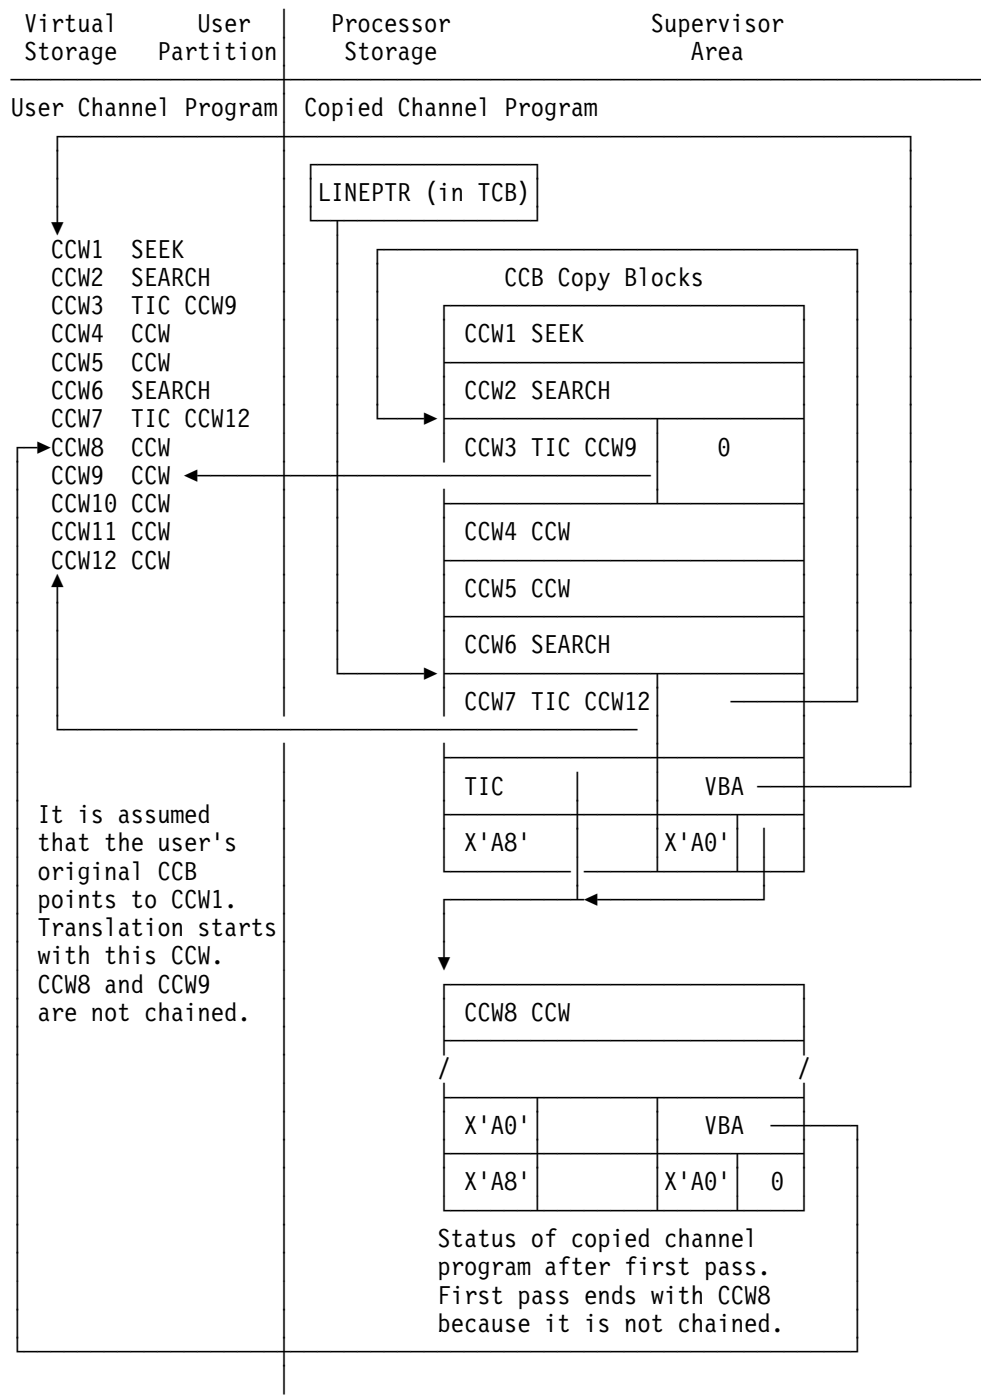 Virtual User Processor Supervisor
Storage Partition Storage Area
User Channel Program Copied Channel Program
LINEPTR (in TCB)
CCW1 SEEK
CCW2 SEARCH
CCW3 TIC CCW9
CCW4 CCW
CCW5 CCW
CCW6 SEARCH
CCW7 TIC CCW12
CCW8 CCW
CCW9 CCW
CCW10 CCW
CCW11 CCW
CCW12 CCW
CCB Copy Blocks
CCW1 SEEK
CCW2 SEARCH
CCW3 TIC CCW9 0
CCW4 CCW
CCW5 CCW
CCW6 SEARCH
CCW7 TIC CCW12
TIC VBA
X'A8' X'A0'
It is assumed
that the user's
original CCB
points to CCW1.
Translation starts
with this CCW.
CCW8 and CCW9
are not chained.
CCW8 CCW
/ /
X'A0' VBA
X'A8' X'A0' 0
Status of copied channel
program after first pass.
First pass ends with CCW8
because it is not chained.